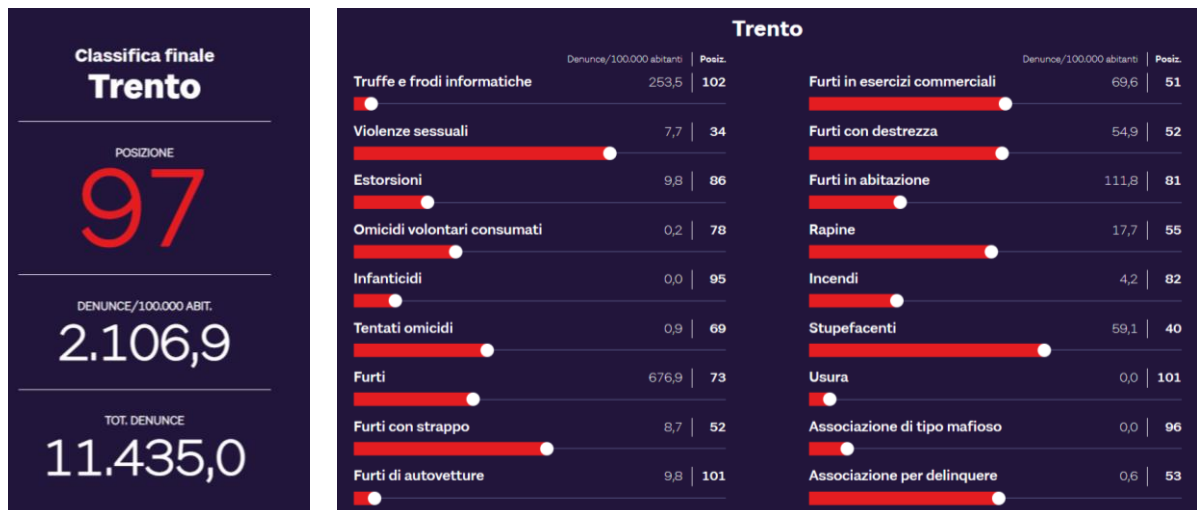 Classifica finale
Trento
POSIZIONE
97
DENUNCE/100.000 ABIT.
2.106,9
TOT. DENUNCE
11.435,0
Trento
Denunce/100.000 abitanti Posiz.
Truffe e frodi informatiche 253,5 102
Violenze sessuali 7,7 34
Estorsioni 9,8 86
Omicidi volontari consumati 0,2 78
Infanticidi 0,0 95
Tentati omicidi 0,9 69
Furti 676,9 73
Furti con strappo 8,7 52
Furti di autovetture 9,8 101
Denunce/100.000 abitanti Posiz.
Furti in esercizi commerciali 69,6 51
Furti con destrezza 54,9 52
Furti in abitazione 111,8 81
Rapine 17,7 55
Incendi 4,2 82
Stupefacenti 59,1 40
Usura 0,0 101
Associazione di tipo mafioso 0,0 96
Associazione per delinquere 0,6 53